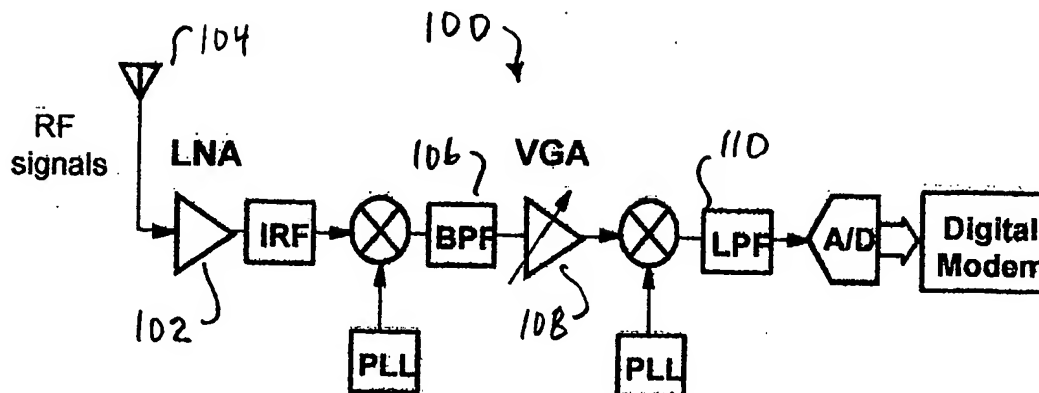 104
100
RF
signals
LNA
106
VGA
110
IRF
BPF
LPF
A/D
Digital
Modem
102
108
PLL
PLL